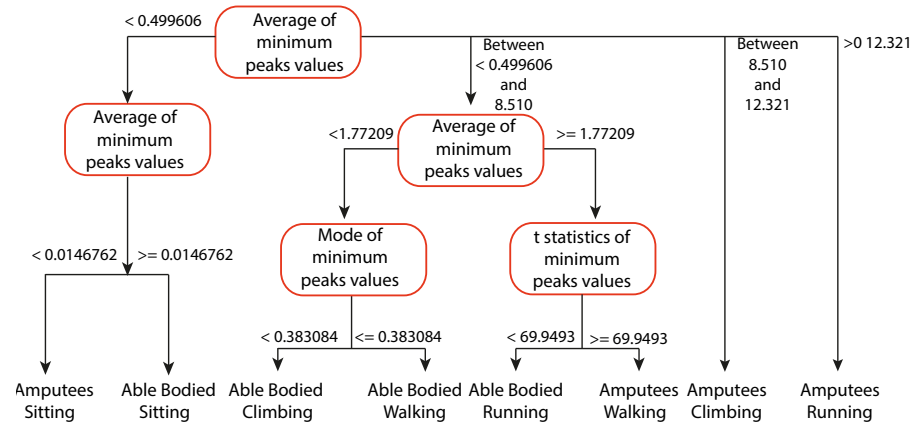 < 0.499606
Average of
minimum
peaks values
Between
< 0.499606
and
8.510
Between
8.510
and
12.321
>0 12.321
Average of
minimum
peaks values
<1.77209
Average of
minimum
peaks values
>= 1.77209
Mode of
minimum
peaks values
t statistics of
minimum
peaks values
< 0.0146762
>= 0.0146762
< 0.383084
<= 0.383084
< 69.9493
>= 69.9493
Amputees
Sitting
Able Bodied
Sitting
Able Bodied
Climbing
Able Bodied
Walking
Able Bodied
Running
Amputees
Walking
Amputees
Climbing
Amputees
Running